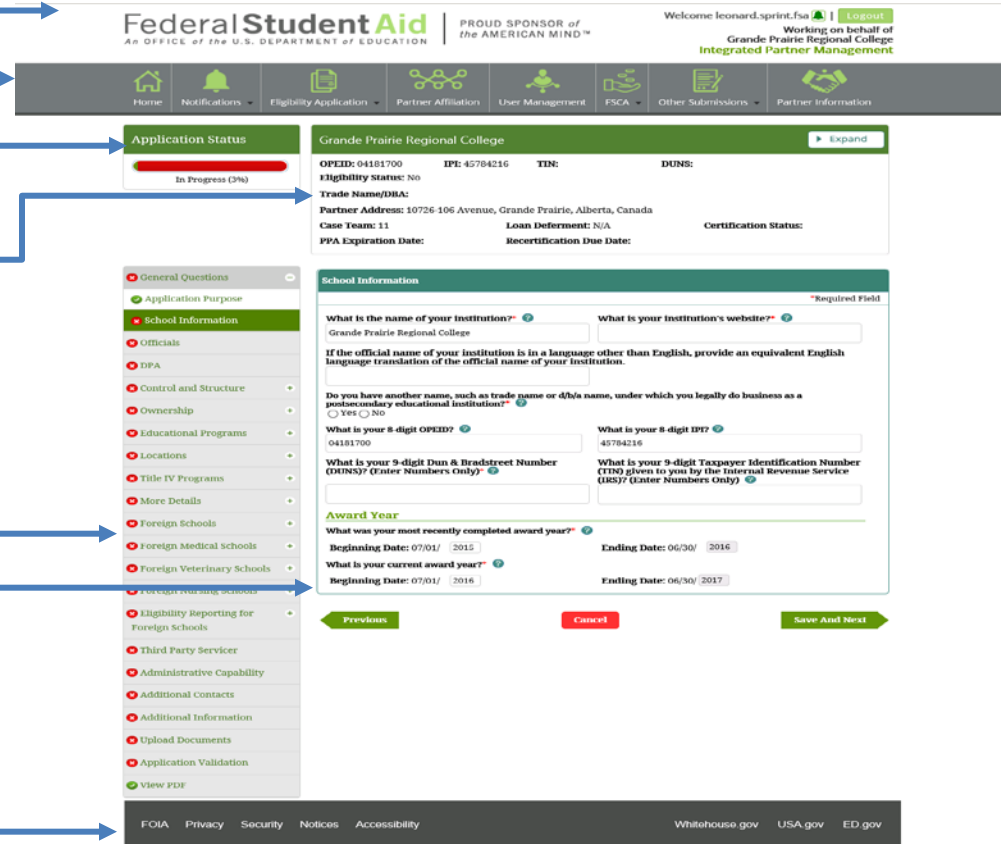 Federal Student Aid
An OFFICE of the U.S. DEPARTMENT of EDUCATION
PROUD SPONSOR of
the AMERICAN MIND™
Welcome leonard.sprint.fsa | Logout
Working on behalf of
Grande Prairie Regional College
Integrated Partner Management
Home Notifications Eligibility Application Partner Affiliation User Management FSCA Other Submissions Partner Information
Application Status
In Progress (3%)
Grande Prairie Regional College
Expand
OPEID: 04181700 IPI: 45784216 TIN: DUNS:
Eligibility Status: No
Trade Name/DBA:
Partner Address: 10726-106 Avenue, Grande Prairie, Alberta, Canada
Case Team: 11 Loan Deferment: N/A Certification Status:
PPA Expiration Date: Recertification Due Date:
General Questions
Application Purpose
School Information
Officials
DPA
Control and Structure
Ownership
Educational Programs
Locations
Title IV Programs
More Details
Foreign Schools
Foreign Medical Schools
Foreign Veterinary Schools
Foreign Nursing Schools
Eligibility Reporting for
Foreign Schools
Third Party Servicer
Administrative Capability
Additional Contacts
Additional Information
Upload Documents
Application Validation
View PDF
School Information
*Required Field
What is the name of your institution?* What is your institution's website?*
Grande Prairie Regional College
If the official name of your institution is in a language other than English, provide an equivalent English
language translation of the official name of your institution.
Do you have another name, such as trade name or d/b/a name, under which you legally do business as a
postsecondary educational institution?*
Yes No
What is your 8-digit OPEID? What is your 8-digit IPI?
04181700 45784216
What is your 9-digit Dun & Bradstreet Number
(DUNS)? (Enter Numbers Only)*
What is your 9-digit Taxpayer Identification Number
(TIN) given to you by the Internal Revenue Service
(IRS)? (Enter Numbers Only)
Award Year
What was your most recently completed award year?*
Beginning Date: 07/01/ 2015 Ending Date: 06/30/ 2016
What is your current award year?*
Beginning Date: 07/01/ 2016 Ending Date: 06/30/ 2017
Previous Cancel Save And Next
FOIA Privacy Security Notices Accessibility Whitehouse.gov USA.gov ED.gov